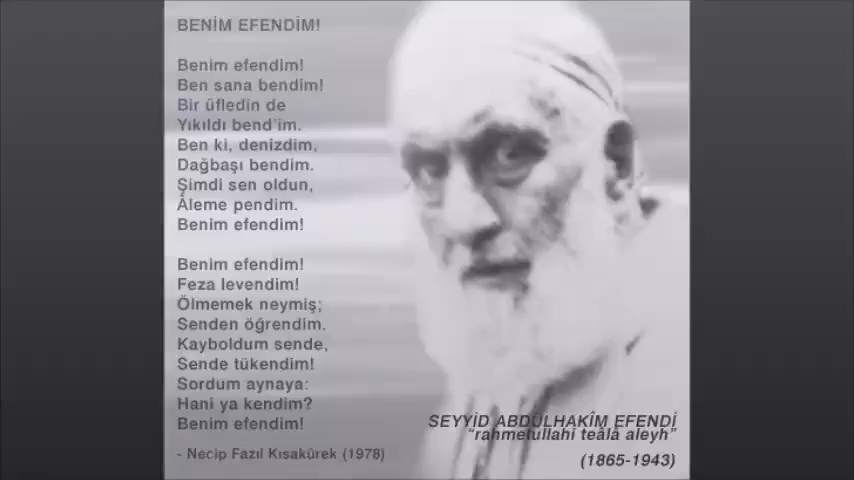 BENİM EFENDİM!
Benim efendim!
Ben sana bendim!
Bir üfledin de
Yıkıldı bend'im.
Ben ki, denizdim,
Dağbaşı bendim.
Şimdi sen oldun,
Âleme pendim.
Benim efendim!
Benim efendim!
Feza levendim!
Ölmemek neymiş;
Senden öğrendim.
Kayboldum sende,
Sende tükendim!
Sordum aynaya:
Hani ya kendim?
Benim efendim!
- Necip Fazıl Kısakürek (1978)
SEYYİD ABDÜLHAKÎM EFENDİ
“rahmetullahi teâlâ aleyh”
(1865-1943)